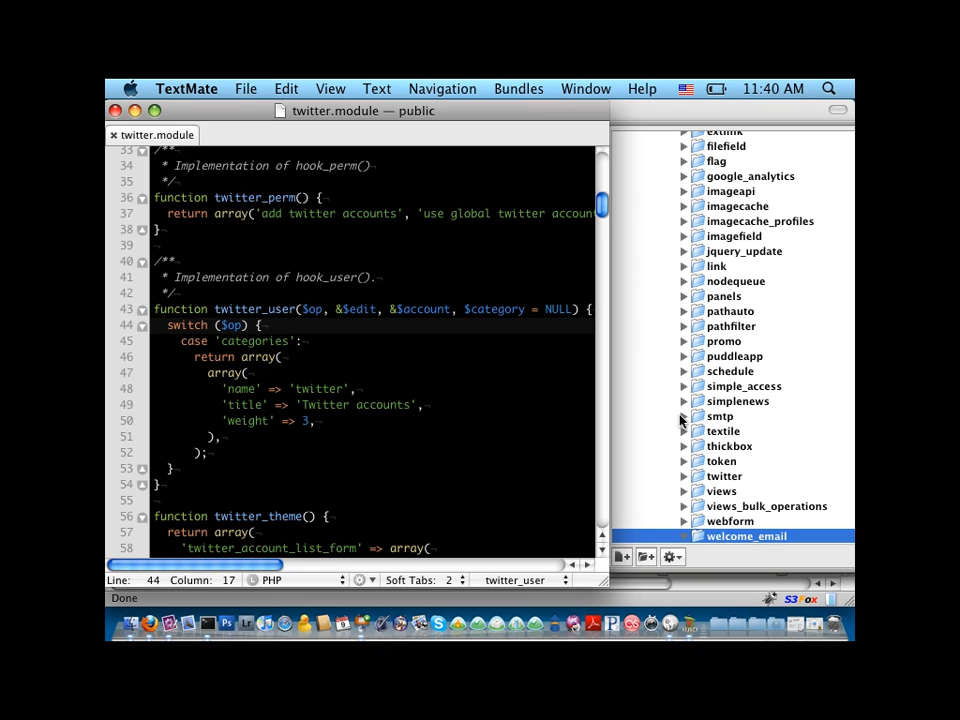 TextMate File Edit View Text Navigation Bundles Window Help 11:40 AM
twitter.module — public
twitter.module
33 /**
34  * Implementation of hook_perm()
35  */
36 function twitter_perm() {
37   return array('add twitter accounts', 'use global twitter accoun
38 }
39
40 /**
41  * Implementation of hook_user().
42  */
43 function twitter_user($op, &$edit, &$account, $category = NULL) {
44   switch ($op) {
45     case 'categories':
46       return array(
47         array(
48           'name' => 'twitter',
49           'title' => 'Twitter accounts',
50           'weight' => 3,
51         ),
52       );
53   }
54 }
55
56 function twitter_theme() {
57   return array(
58     'twitter_account_list_form' => array(
Line: 44 Column: 17 PHP Soft Tabs: 2 twitter_user
extlink
filefield
flag
google_analytics
imageapi
imagecache
imagecache_profiles
imagefield
jquery_update
link
nodequeue
panels
pathauto
pathfilter
promo
puddleapp
schedule
simple_access
simplenews
smtp
textile
thickbox
token
twitter
views
views_bulk_operations
webform
welcome_email
Done S3Fox
Ps Lr